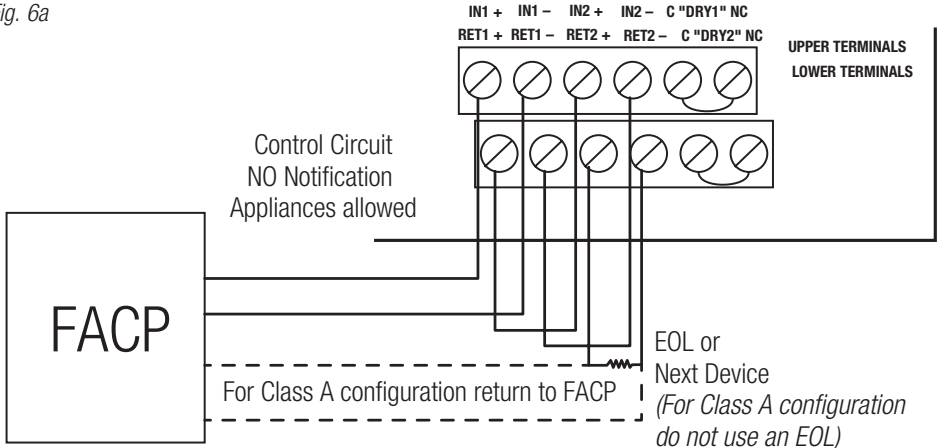 Fig. 6a
IN1 + IN1 – IN2 + IN2 – C "DRY1" NC
RET1 + RET1 – RET2 + RET2 – C "DRY2" NC
UPPER TERMINALS
LOWER TERMINALS
Control Circuit
NO Notification
Appliances allowed
FACP
For Class A configuration return to FACP
EOL or
Next Device
(For Class A configuration
do not use an EOL)